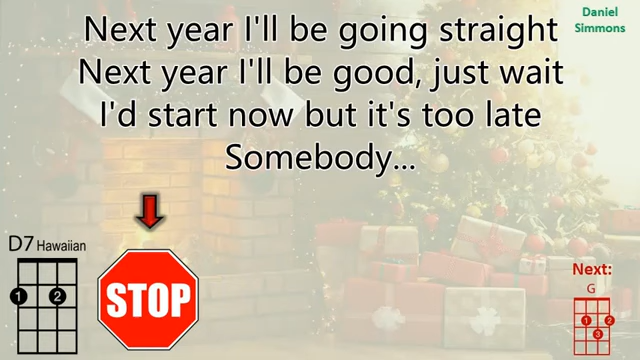 Daniel
Simmons
Next year I'll be going straight
Next year I'll be good, just wait
I'd start now but it's too late
Somebody...
D7 Hawaiian
1 2
STOP
Next:
G
1 2
3